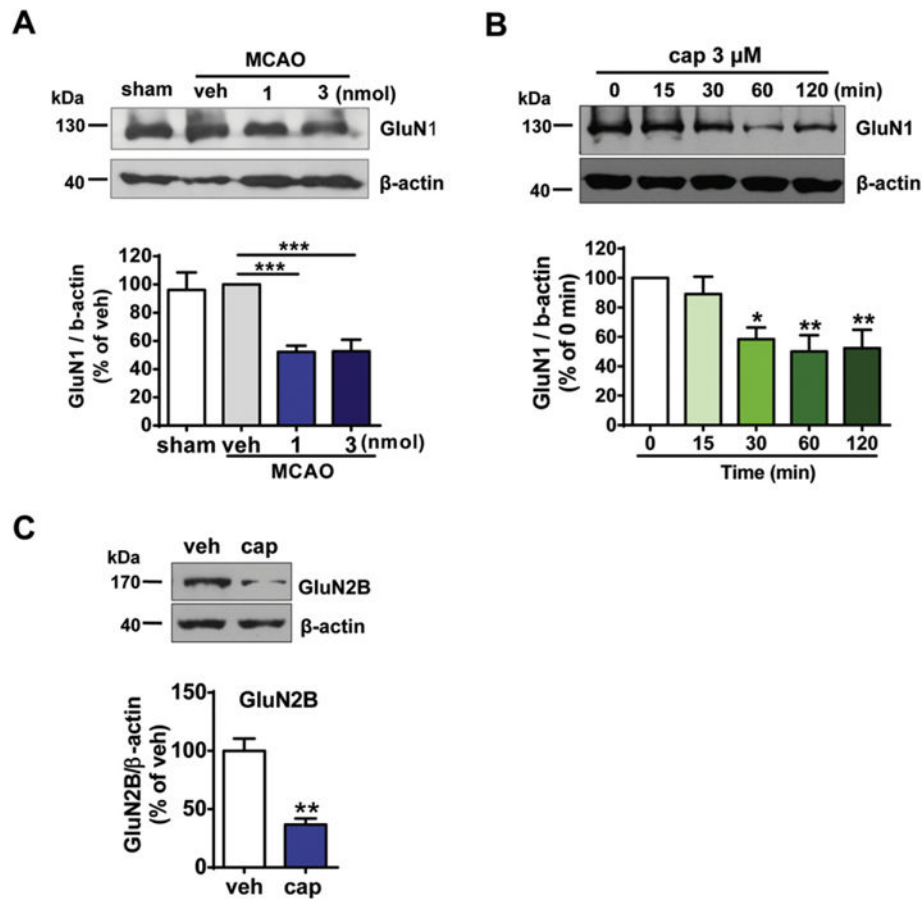 A
MCAO
sham veh 1 3 (nmol)
kDa
130 GluN1
40 β-actin
GluN1 / b-actin
(% of veh)
120
100
80
60
40
20
0
***
***
sham veh 1 3 (nmol)
MCAO
B
cap 3 μM
0 15 30 60 120 (min)
kDa
130 GluN1
40 β-actin
GluN1 / b-actin
(% of 0 min)
120
100
80
60
40
20
0
* ** **
0 15 30 60 120
Time (min)
C
veh cap
kDa
170 GluN2B
40 β-actin
GluN2B/β-actin
(% of veh)
150
100
50
0
GluN2B
**
veh cap